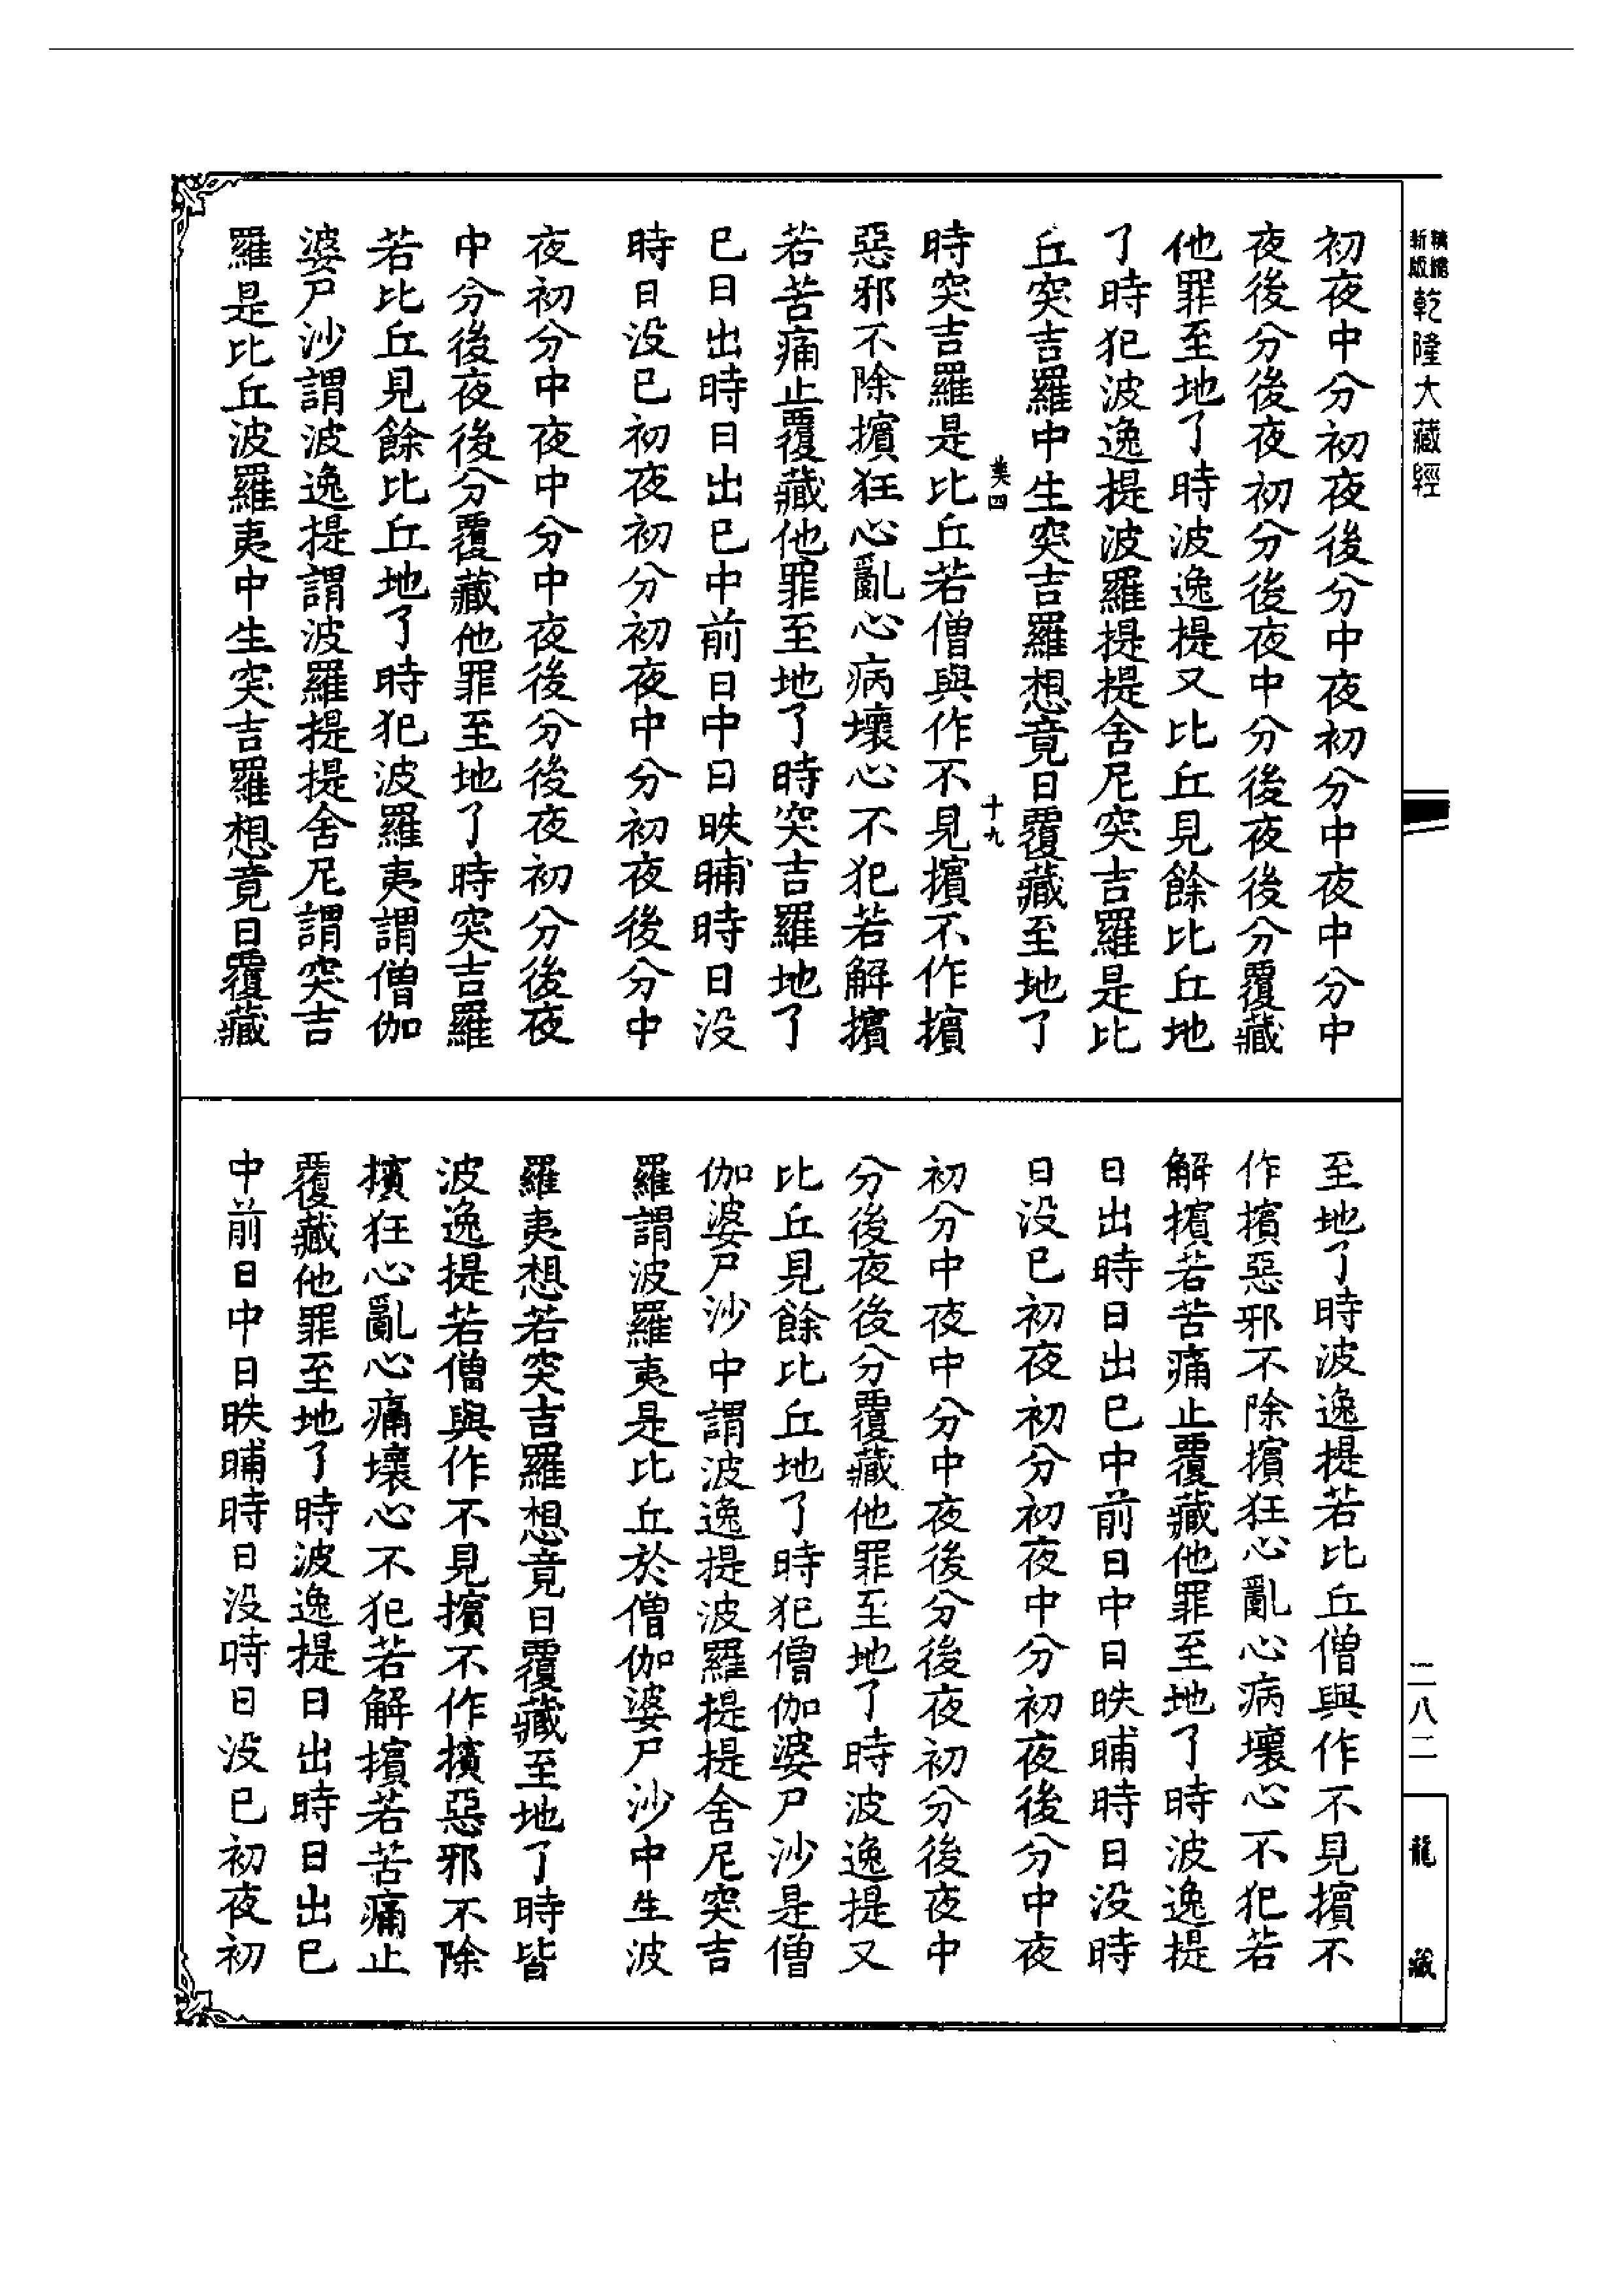 新版精縮乾隆大藏經
初夜中分初夜後分中夜初分中夜中分中
夜後分後夜初分後夜中分後夜後分覆藏
他罪至地了時波逸提又比丘見餘比丘地
了時犯波逸提波羅提提舍尼突吉羅是比
丘突吉羅中生突吉羅想竟日覆藏至地了
美四 十九
時突吉羅是比丘若僧與作不見擯不作擯
惡邪不除擯狂心亂心病壞心不犯若解擯
若苦痛止覆藏他罪至地了時突吉羅地了
已日出時日出已中前日中日昳晡時日没
時日没已初夜初分初夜中分初夜後分中
夜初分中夜中分中夜後分後夜初分後夜
中分後夜後分覆藏他罪至地了時突吉羅
若比丘見餘比丘地了時犯波羅夷謂僧伽
婆尸沙謂波逸提謂波羅提提舍尼謂突吉
羅是比丘波羅夷中生突吉羅想竟日覆藏
至地了時波逸提若比丘僧與作不見擯不
作擯惡邪不除擯狂心亂心病壞心不犯若
解擯若苦痛止覆藏他罪至地了時波逸提
日出時日出已中前日中日昳晡時日没時
日没已初夜初分初夜中分初夜後分中夜
初分中夜中分中夜後分後夜初分後夜中
分後夜後分覆藏他罪至地了時波逸提又
比丘見餘比丘地了時犯僧伽婆尸沙是僧
伽婆尸沙中謂波逸提波羅提提舍尼突吉
羅謂波羅夷是比丘於僧伽婆尸沙中生波
羅夷想若突吉羅想竟日覆藏至地了時皆
波逸提若僧與作不見擯不作擯惡邪不除
擯狂心亂心痛壞心不犯若解擯若苦痛止
覆藏他罪至地了時波逸提日出時日出已
中前日中日昳晡時日没時日没已初夜初
二八二
龍藏